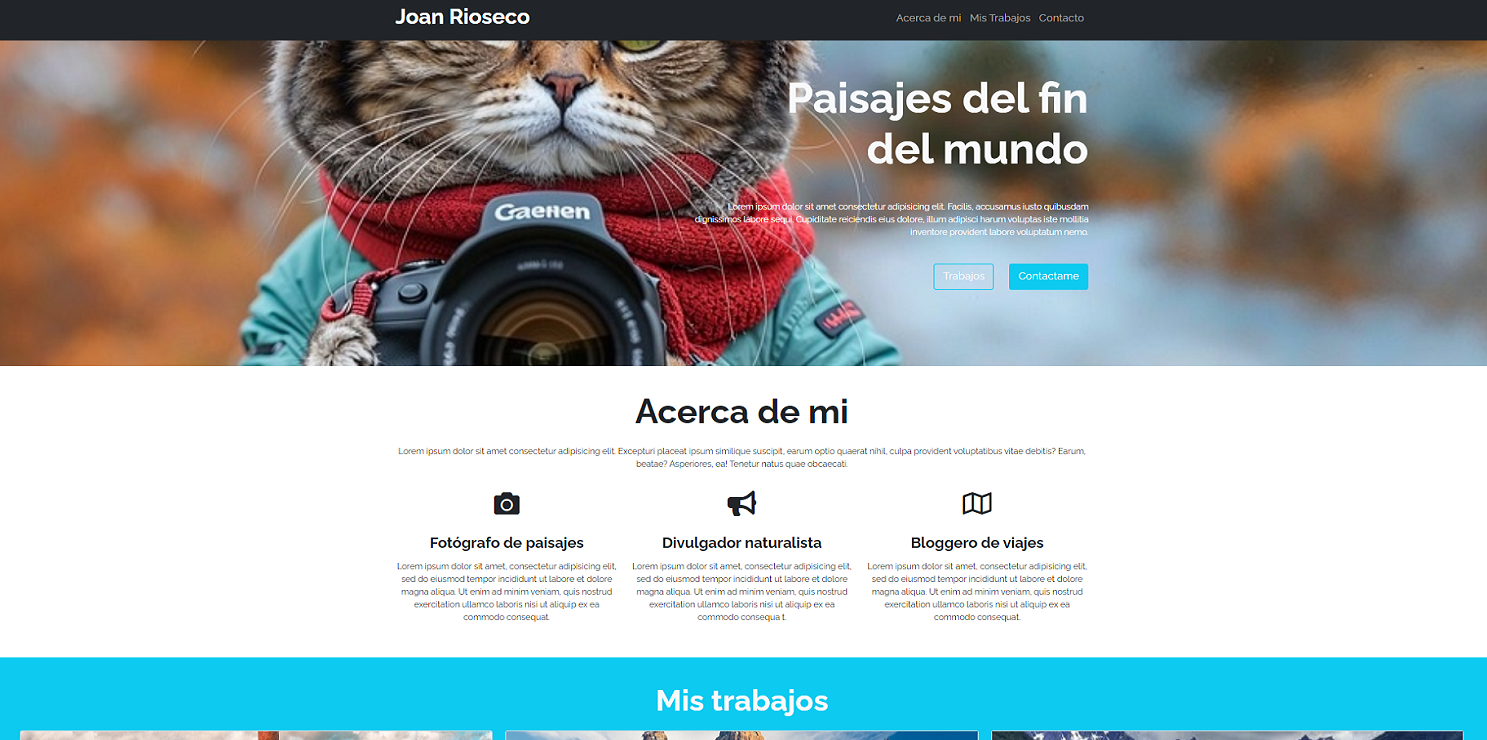 Joan Rioseco
Acerca de mi Mis Trabajos Contacto
Paisajes del fin
del mundo
Lorem ipsum dolor sit amet consectetur adipisicing elit. Facilis, accusamus iusto quibusdam
dignissimos labore sequi. Cupiditate reiciendis eius dolore, illum adipisci harum voluptas iste mollitia
inventore provident labore voluptatum nemo.
Gaenen
Trabajos Contactame
Acerca de mi
Lorem ipsum dolor sit amet consectetur adipisicing elit. Excepturi placeat ipsum similique suscipit, earum optio quaerat nihil, culpa provident voluptatibus vitae debitis? Earum,
beatae? Asperiores, ea! Tenetur natus quae obcaecati.
Fotógrafo de paisajes
Lorem ipsum dolor sit amet, consectetur adipisicing elit,
sed do eiusmod tempor incididunt ut labore et dolore
magna aliqua. Ut enim ad minim veniam, quis nostrud
exercitation ullamco laboris nisi ut aliquip ex ea
commodo consequat.
Divulgador naturalista
Lorem ipsum dolor sit amet, consectetur adipisicing elit,
sed do eiusmod tempor incididunt ut labore et dolore
magna aliqua. Ut enim ad minim veniam, quis nostrud
exercitation ullamco laboris nisi ut aliquip ex ea
commodo consequa t.
Bloggero de viajes
Lorem ipsum dolor sit amet, consectetur adipisicing elit,
sed do eiusmod tempor incididunt ut labore et dolore
magna aliqua. Ut enim ad minim veniam, quis nostrud
exercitation ullamco laboris nisi ut aliquip ex ea
commodo consequat.
Mis trabajos